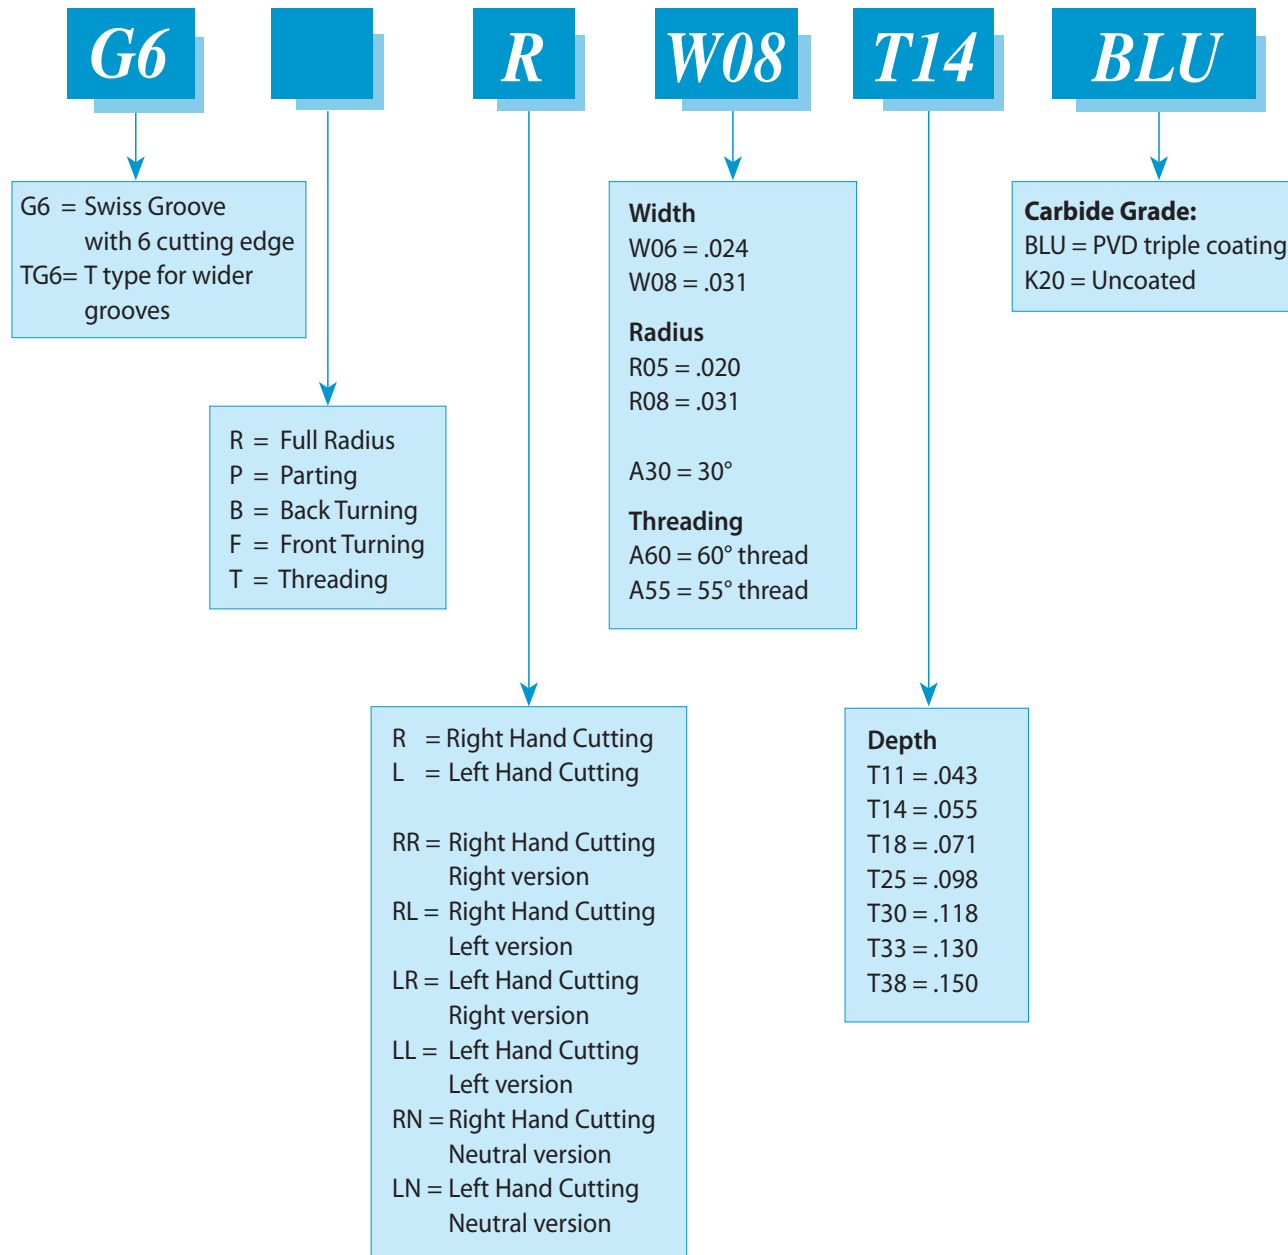 G6 R W08 T14 BLU
G6 = Swiss Groove
with 6 cutting edge
TG6= T type for wider
grooves
R = Full Radius
P = Parting
B = Back Turning
F = Front Turning
T = Threading
R = Right Hand Cutting
L = Left Hand Cutting
RR = Right Hand Cutting
Right version
RL = Right Hand Cutting
Left version
LR = Left Hand Cutting
Right version
LL = Left Hand Cutting
Left version
RN = Right Hand Cutting
Neutral version
LN = Left Hand Cutting
Neutral version
Width
W06 = .024
W08 = .031
Radius
R05 = .020
R08 = .031
A30 = 30°
Threading
A60 = 60° thread
A55 = 55° thread
Depth
T11 = .043
T14 = .055
T18 = .071
T25 = .098
T30 = .118
T33 = .130
T38 = .150
Carbide Grade:
BLU = PVD triple coating
K20 = Uncoated